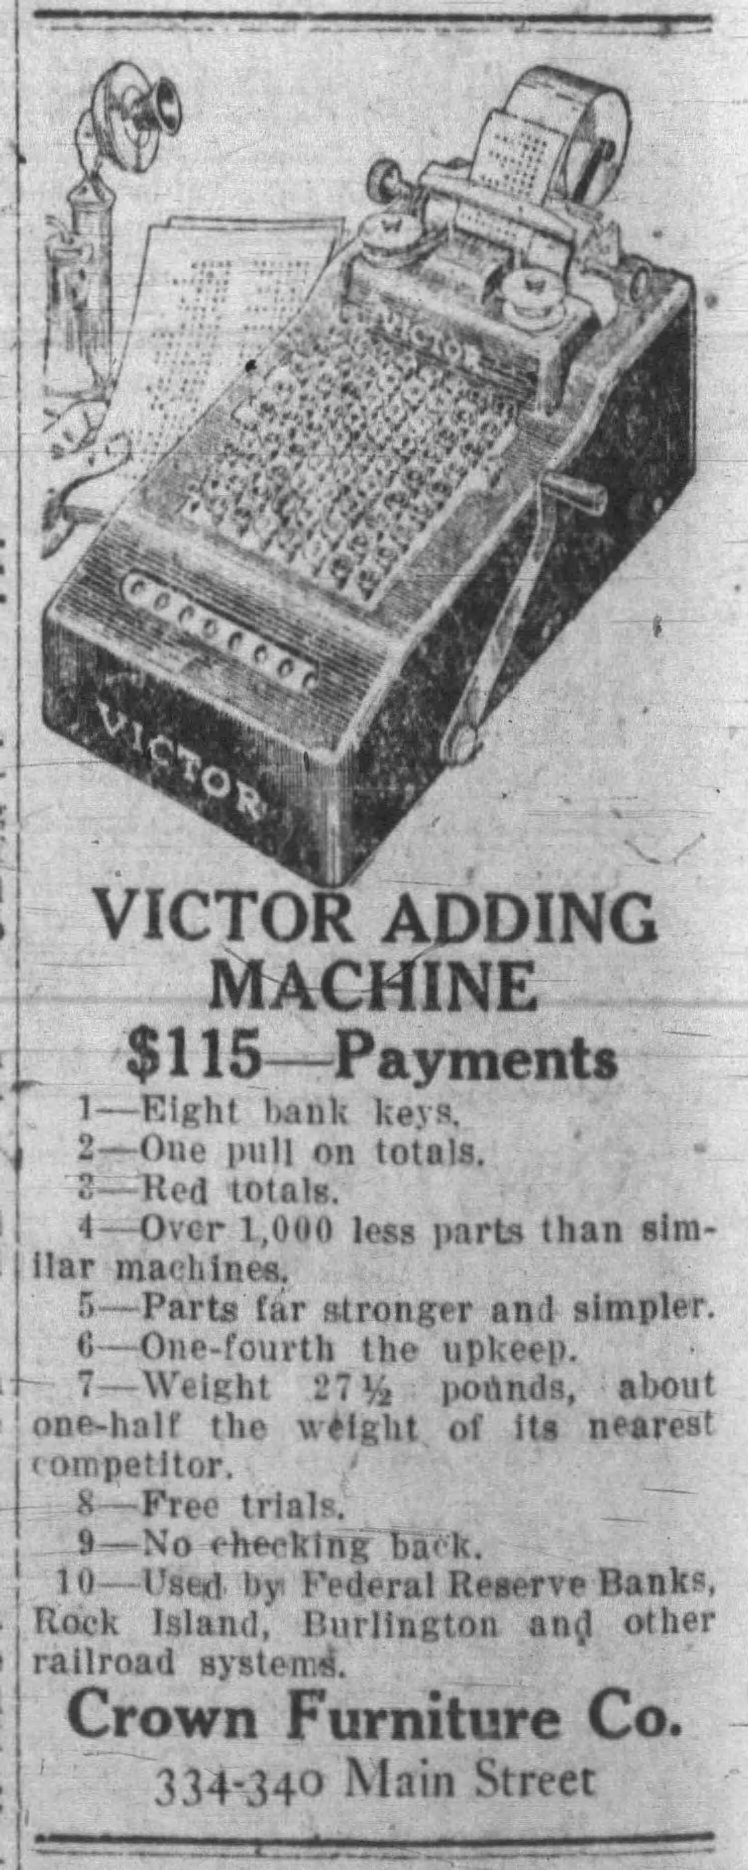 VICTOR
VICTOR
VICTOR ADDING
MACHINE
$115—Payments
1—Eight bank keys.
2—One pull on totals.
3—Red totals.
4—Over 1,000 less parts than sim-
ilar machines.
5—Parts far stronger and simpler.
6—One-fourth the upkeep.
7—Weight 27½ pounds, about
one-half the weight of its nearest
competitor.
8—Free trials.
9—No checking back.
10—Used by Federal Reserve Banks,
Rock Island, Burlington and other
railroad systems.
Crown Furniture Co.
334-340 Main Street